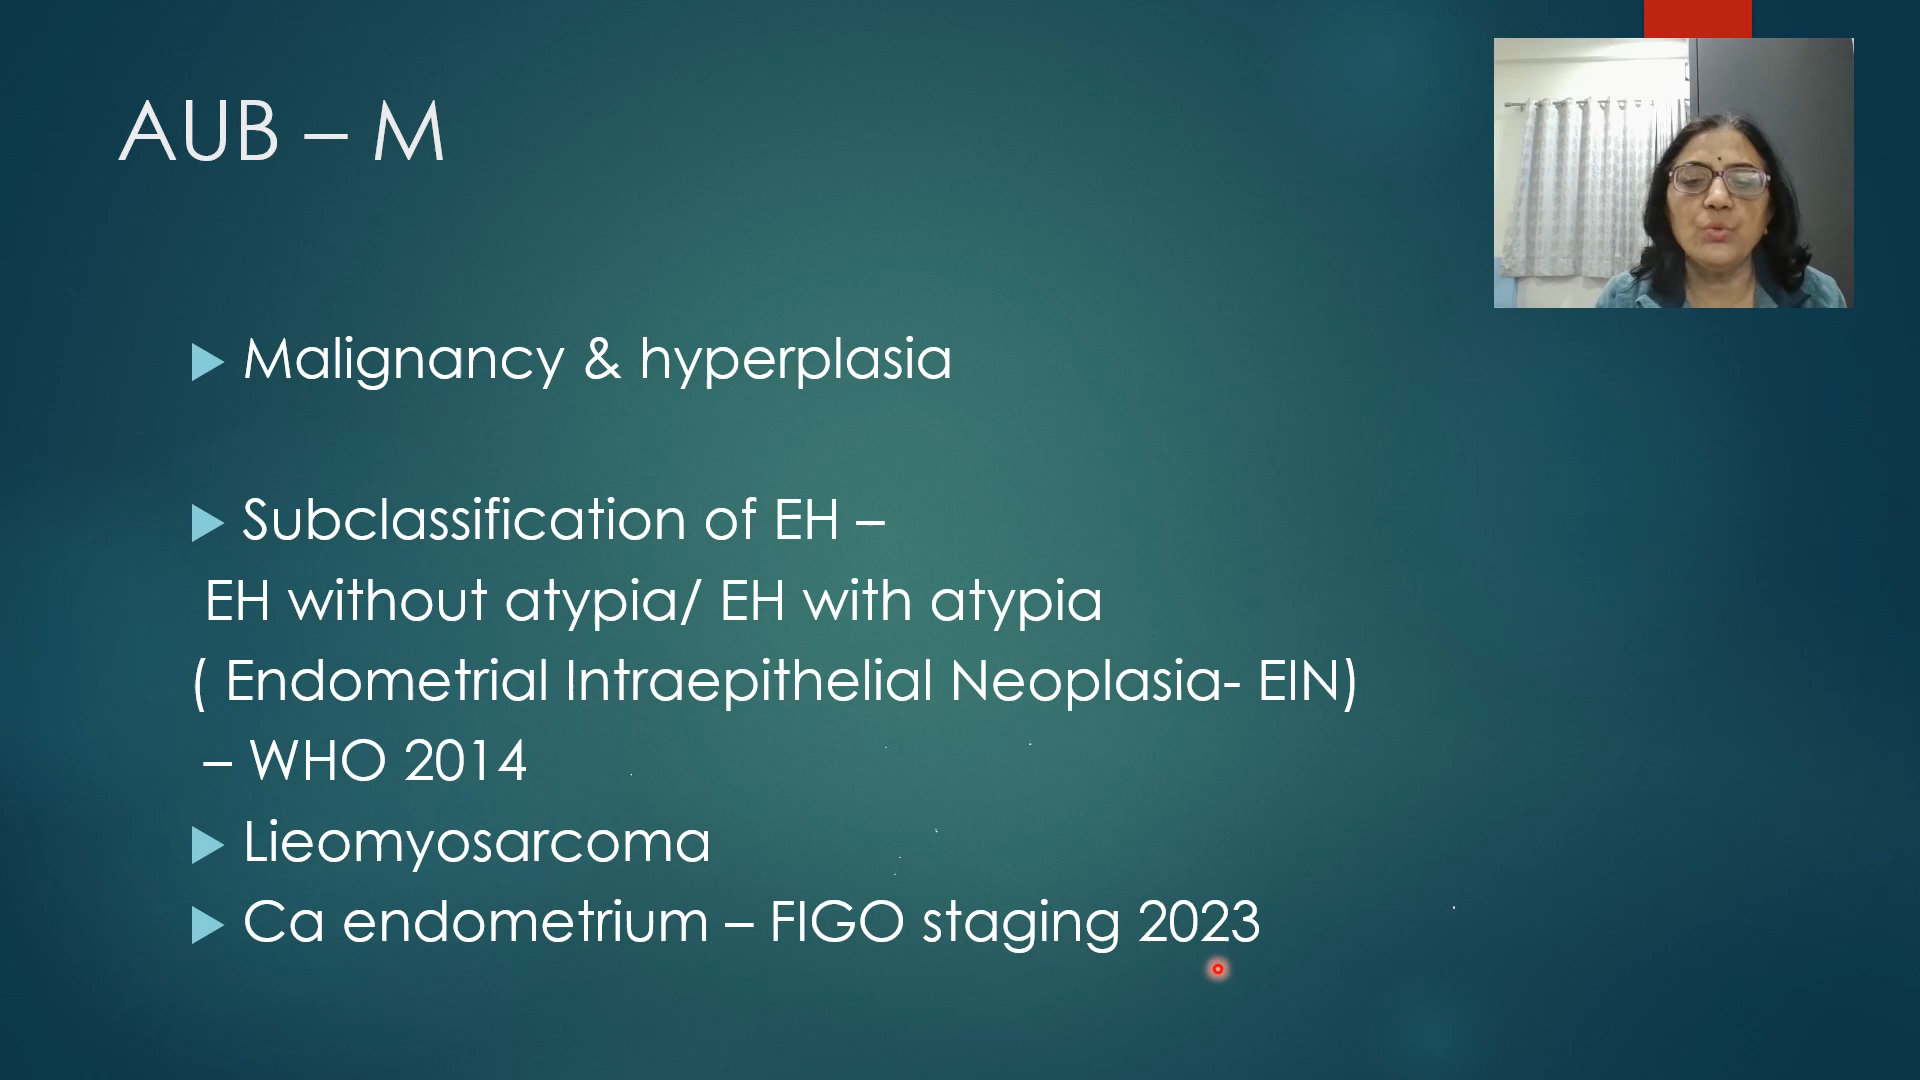 AUB – M
Malignancy & hyperplasia
Subclassification of EH –
EH without atypia/ EH with atypia
( Endometrial Intraepithelial Neoplasia- EIN)
– WHO 2014
Lieomyosarcoma
Ca endometrium – FIGO staging 2023